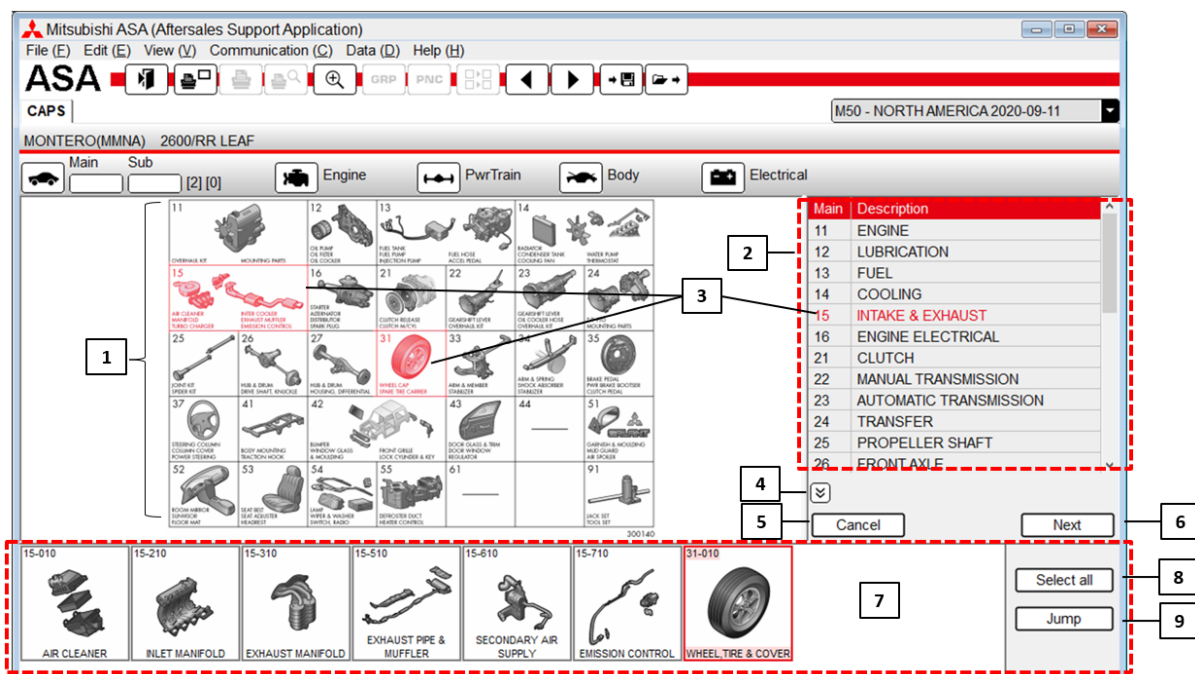 Mitsubishi ASA (Aftersales Support Application)
File (F) Edit (E) View (V) Communication (C) Data (D) Help (H)
ASA GRP PNC
CAPS M50 - NORTH AMERICA 2020-09-11
MONTERO(MMNA) 2600/RR LEAF
Main Sub [2] [0] Engine PwrTrain Body Electrical
11 12 13 14
OVERHAUL KIT MOUNTING PARTS
OIL PUMP
OIL FILTER
OIL COOLER
FUEL TANK
FUEL PUMP
INJECTION PUMP
FUEL HOSE
ACCEL PEDAL
RADIATOR
CONDENSER TANK
COOLING FAN
WATER PUMP
THERMOSTAT
15 16 21 22 23 24
AIR CLEANER
MANIFOLD
TURBO CHARGER
INTER COOLER
EXHAUST MUFFLER
EMISSION CONTROL
STARTER
ALTERNATOR
DISTRIBUTOR
SPARK PLUG
CLUTCH RELEASE
CLUTCH M/CYL
GEARSHIFT LEVER
OVERHAUL KIT
GEARSHIFT LEVER
OIL COOLER HOSE
OVERHAUL KIT
MOUNTING PARTS
25 26 27 31 33 34 35
JOINT KIT
SPIDER KIT
HUB & DRUM
DRIVE SHAFT, KNUCKLE
HUB & DRUM
HOUSING, DIFFERENTIAL
WHEEL CAP
SPARE TIRE CARRIER
ARM & MEMBER
STABILIZER
ARM & SPRING
SHOCK ABSORBER
STABILIZER
BRAKE PEDAL
PWR BRAKE BOOTSER
CLUTCH PEDAL
37 41 42 43 44 51
STEERING COLUMN
COLUMN COVER
POWER STEERING
BODY MOUNTING
TRACTION HOOK
BUMPER
WINDOW GLASS
& MOULDING
FRONT GRILLE
LOCK CYLINDER & KEY
DOOR GLASS & TRIM
DOOR WINDOW
REGULATOR
GARNISH & MOULDING
MUD GUARD
AIR SPOILER
52 53 54 55 61 91
ROOM MIRROR
SUNVISOR
FLOOR MAT
SEAT BELT
SEAT ADJUSTER
HEADREST
LAMP
WIPER & WASHER
SWITCH, RADIO
DEFROSTER DUCT
HEATER CONTROL
JACK SET
TOOL SET
300140
1
2
3
Main Description
11 ENGINE
12 LUBRICATION
13 FUEL
14 COOLING
15 INTAKE & EXHAUST
16 ENGINE ELECTRICAL
21 CLUTCH
22 MANUAL TRANSMISSION
23 AUTOMATIC TRANSMISSION
24 TRANSFER
25 PROPELLER SHAFT
26 FRONT AXLE
4
5 Cancel Next 6
15-010 15-210 15-310 15-510 15-610 15-710 31-010
AIR CLEANER
INLET MANIFOLD
EXHAUST MANIFOLD
EXHAUST PIPE &
MUFFLER
SECONDARY AIR
SUPPLY
EMISSION CONTROL
WHEEL,TIRE & COVER
7
Select all 8
Jump 9